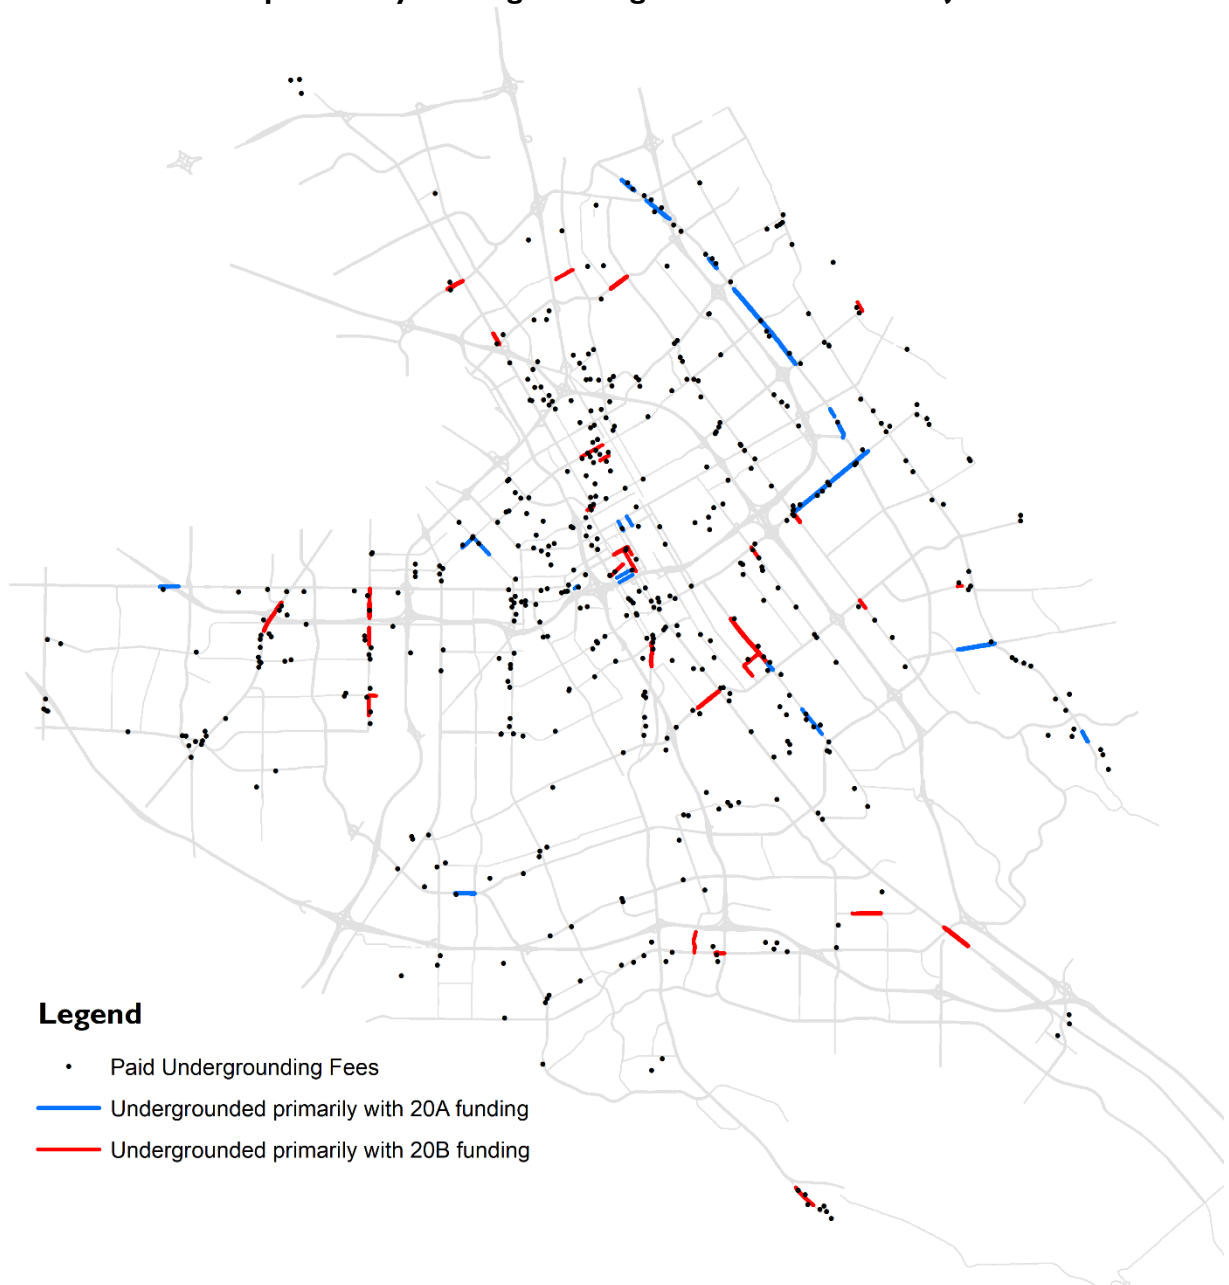 Legend
Paid Undergrounding Fees
Undergrounded primarily with 20A funding
Undergrounded primarily with 20B funding